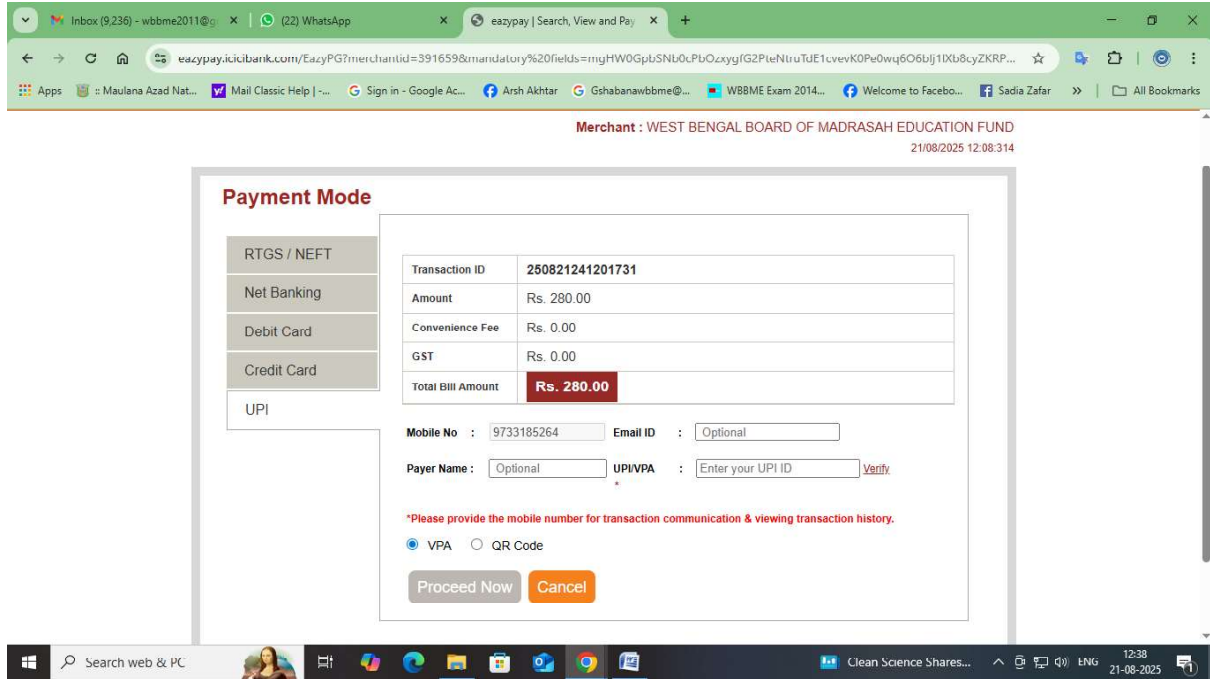 Inbox (9,236) - wbbme2011@g
(22) WhatsApp
eazypay | Search, View and Pay
eazypay.icicibank.com/EazyPG?merchantid=391659&mandatory%20fields=
Apps
:: Maulana Azad Nat...
Mail Classic Help | -...
Sign in - Google Ac...
Arsh Akhtar
Gshabanawbbme@...
WBBME Exam 2014...
Welcome to Facebo...
Sadia Zafar
All Bookmarks
Merchant : WEST BENGAL BOARD OF MADRASAH EDUCATION FUND
21/08/2025 12:08:314
Payment Mode
RTGS / NEFT
Net Banking
Debit Card
Credit Card
UPI
Transaction ID 250821241201731
Amount Rs. 280.00
Convenience Fee Rs. 0.00
GST Rs. 0.00
Total Bill Amount Rs. 280.00
Mobile No : 9733185264 Email ID : Optional
Payer Name : Optional UPI/VPA : Enter your UPI ID Verify
*
*Please provide the mobile number for transaction communication & viewing transaction history.
VPA QR Code
Proceed Now Cancel
Search web & PC
Clean Science Shares...
ENG
12:38
21-08-2025